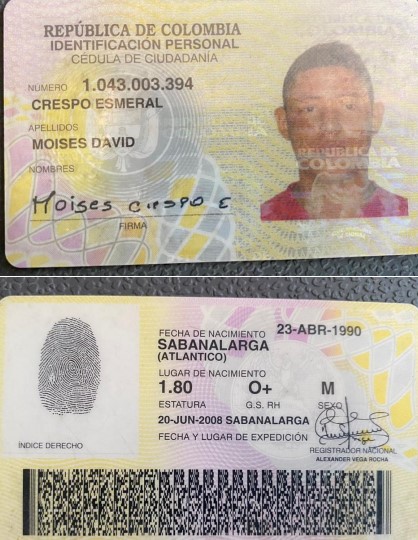 REPÚBLICA DE COLOMBIA
IDENTIFICACIÓN PERSONAL
CÉDULA DE CIUDADANÍA
NÚMERO 1.043.003.394
CRESPO ESMERAL
APELLIDOS
MOISES DAVID
NOMBRES
Moises Crespo E
FIRMA
REPÚBLICA DE
COLOMBIA
FECHA DE NACIMIENTO 23-ABR-1990
SABANALARGA
(ATLANTICO)
LUGAR DE NACIMIENTO
1.80 O+ M
ESTATURA G.S. RH SEXO
20-JUN-2008 SABANALARGA
FECHA Y LUGAR DE EXPEDICIÓN
REGISTRADOR NACIONAL
ALEXANDER VEGA ROCHA
ÍNDICE DERECHO